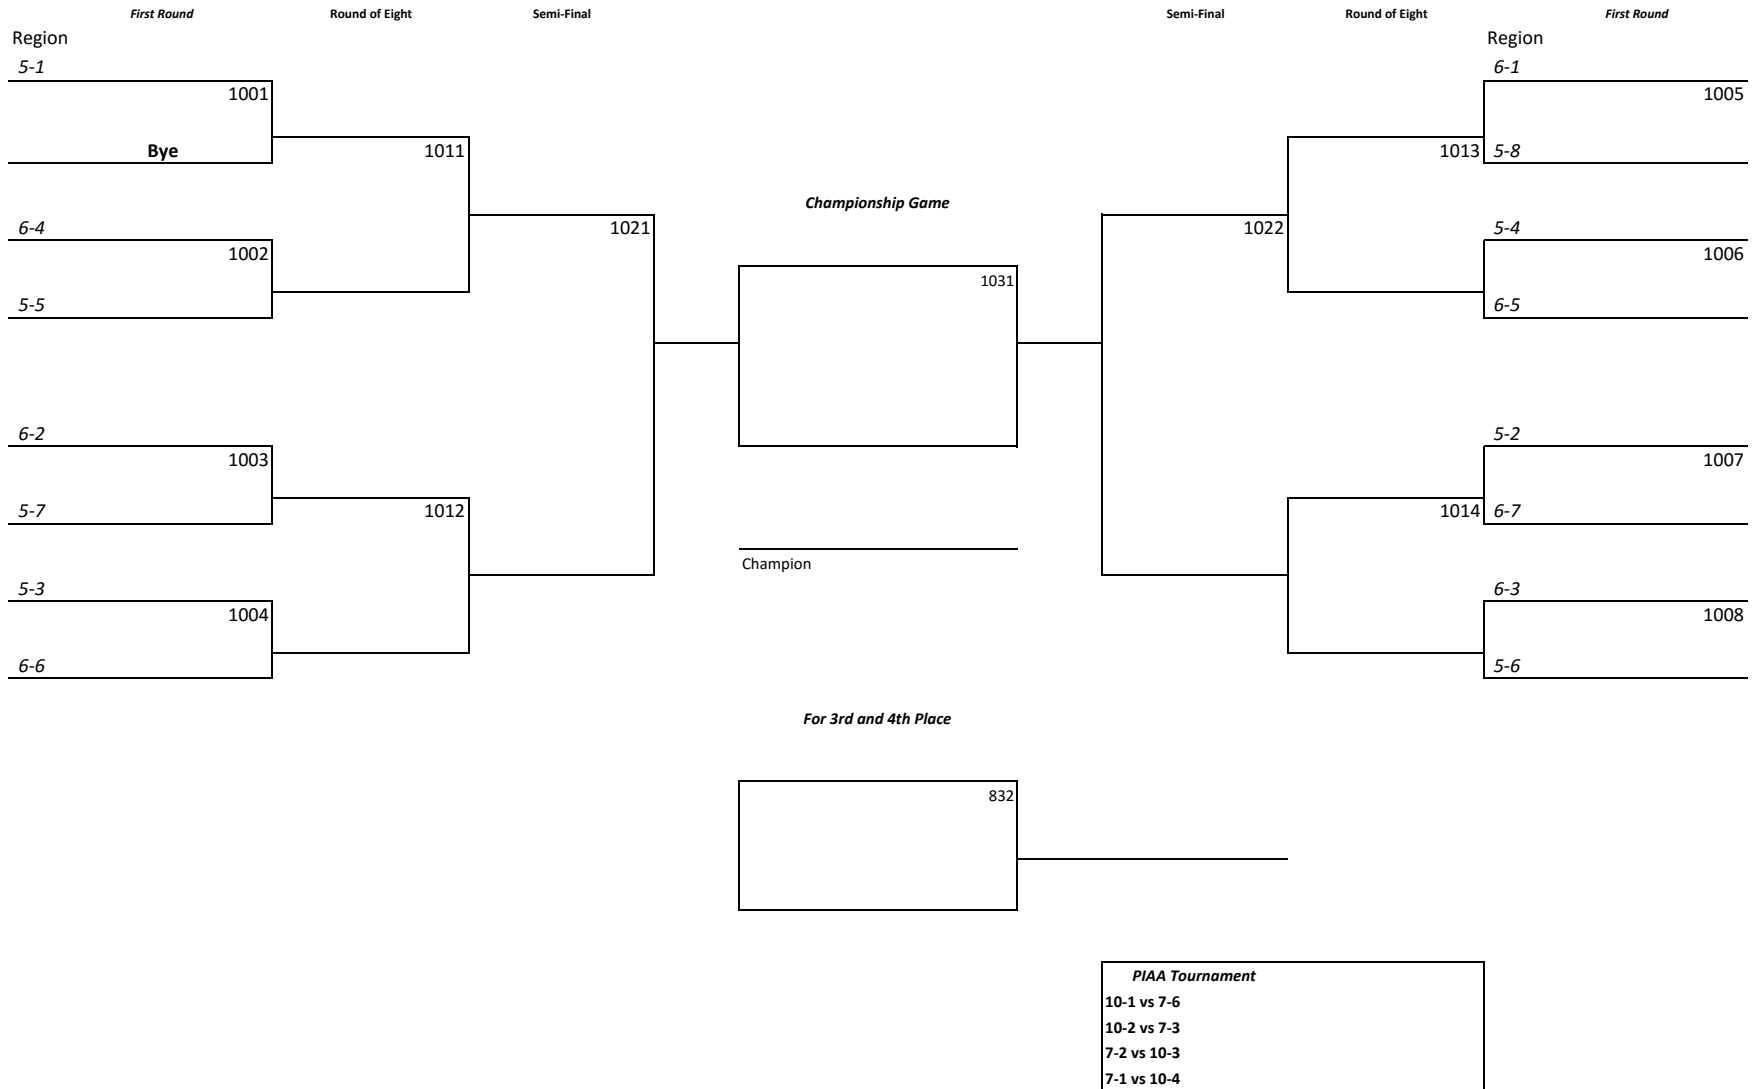 First Round Round of Eight Semi-Final Semi-Final Round of Eight First Round
Region Region
5-1 6-1
1001 1005
Bye 1011 1013 5-8
Championship Game
6-4 1021 1022 5-4
1002 1006
1031
5-5 6-5
6-2 5-2
1003 1007
5-7 1012 1014 6-7
Champion
5-3 6-3
1004 1008
6-6 5-6
For 3rd and 4th Place
832
PIAA Tournament
10-1 vs 7-6
10-2 vs 7-3
7-2 vs 10-3
7-1 vs 10-4